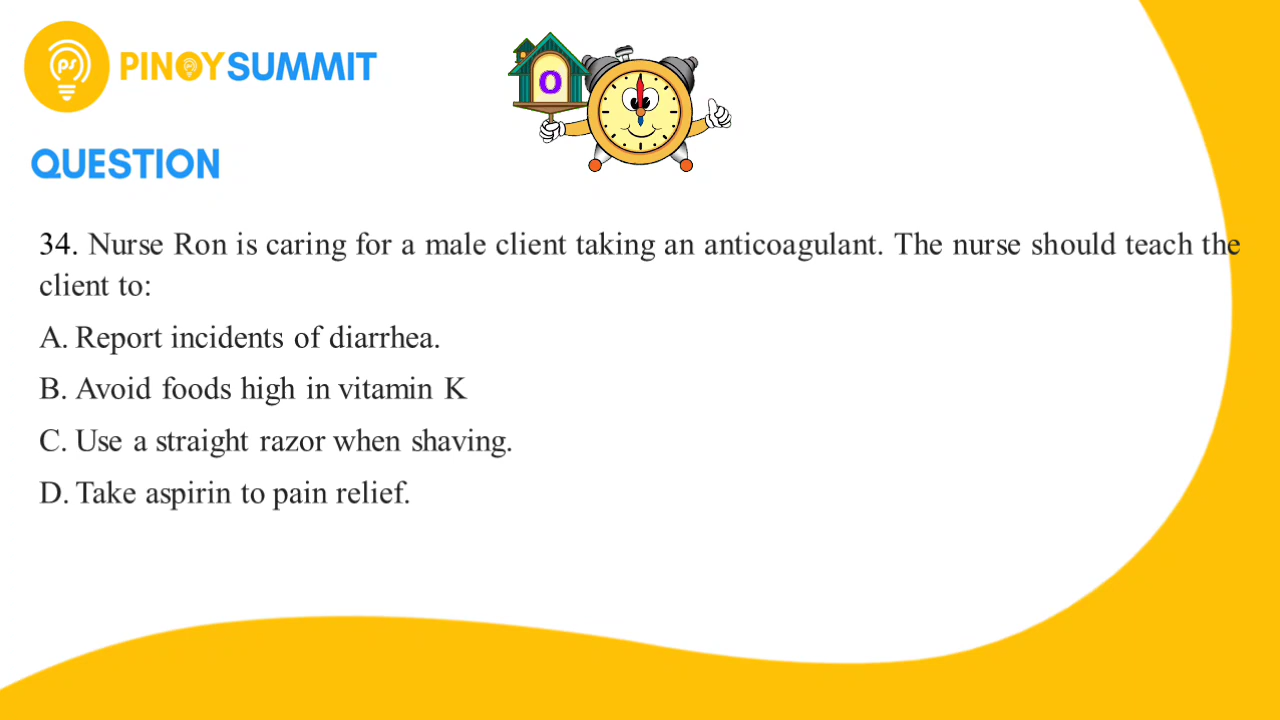 PINOYSUMMIT
O
QUESTION
34. Nurse Ron is caring for a male client taking an anticoagulant. The nurse should teach the
client to:
A. Report incidents of diarrhea.
B. Avoid foods high in vitamin K
C. Use a straight razor when shaving.
D. Take aspirin to pain relief.